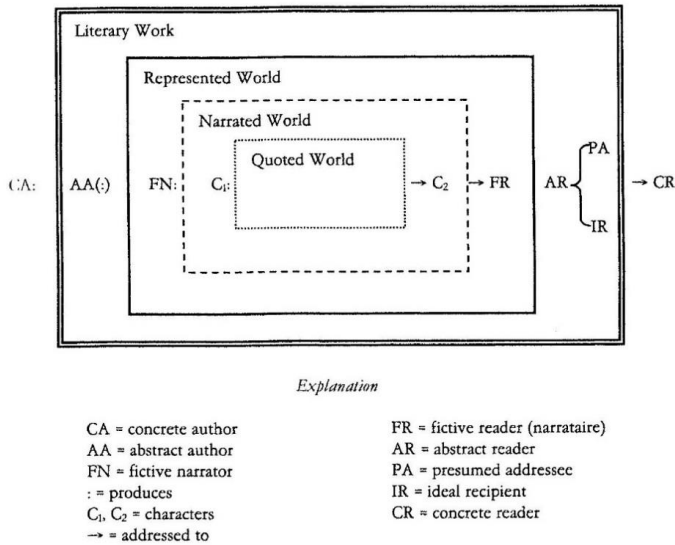 Literary Work
Represented World
Narrated World
Quoted World
CA: AA(:) FN: C₁: → C₂ → FR AR PA IR → CR
Explanation
CA = concrete author
AA = abstract author
FN = fictive narrator
: = produces
C₁, C₂ = characters
→ = addressed to
FR = fictive reader (narrataire)
AR = abstract reader
PA = presumed addressee
IR = ideal recipient
CR = concrete reader